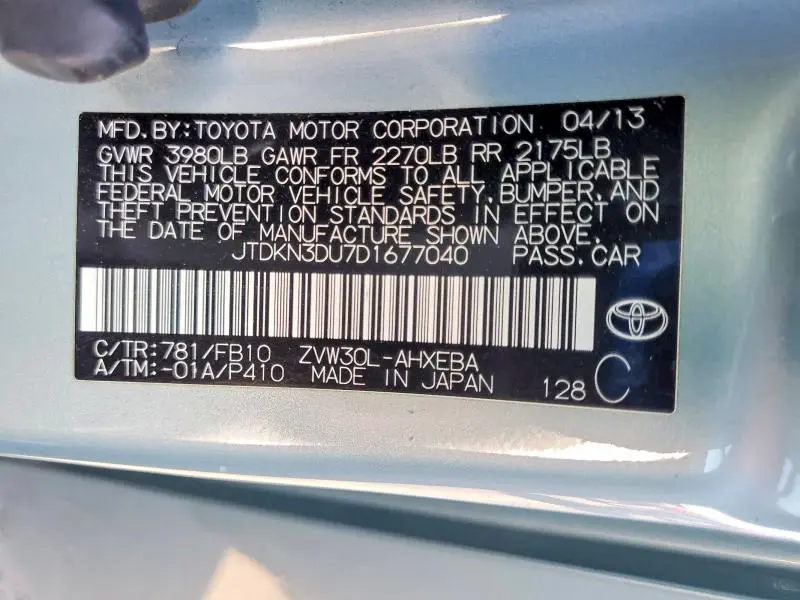 MFD.BY:TOYOTA MOTOR CORPORATION 04/13
GVWR 3980LB GAWR FR 2270LB RR 2175LB
THIS VEHICLE CONFORMS TO ALL APPLICABLE
FEDERAL MOTOR VEHICLE SAFETY,BUMPER,AND
THEFT PREVENTION STANDARDS IN EFFECT ON
THE DATE OF MANUFACTURE SHOWN ABOVE.
JTDKN3DU7D1677040 PASS.CAR
C/TR:781/FB10 ZVW30L-AHXEBA
A/TM:-01A/P410 MADE IN JAPAN 128 C